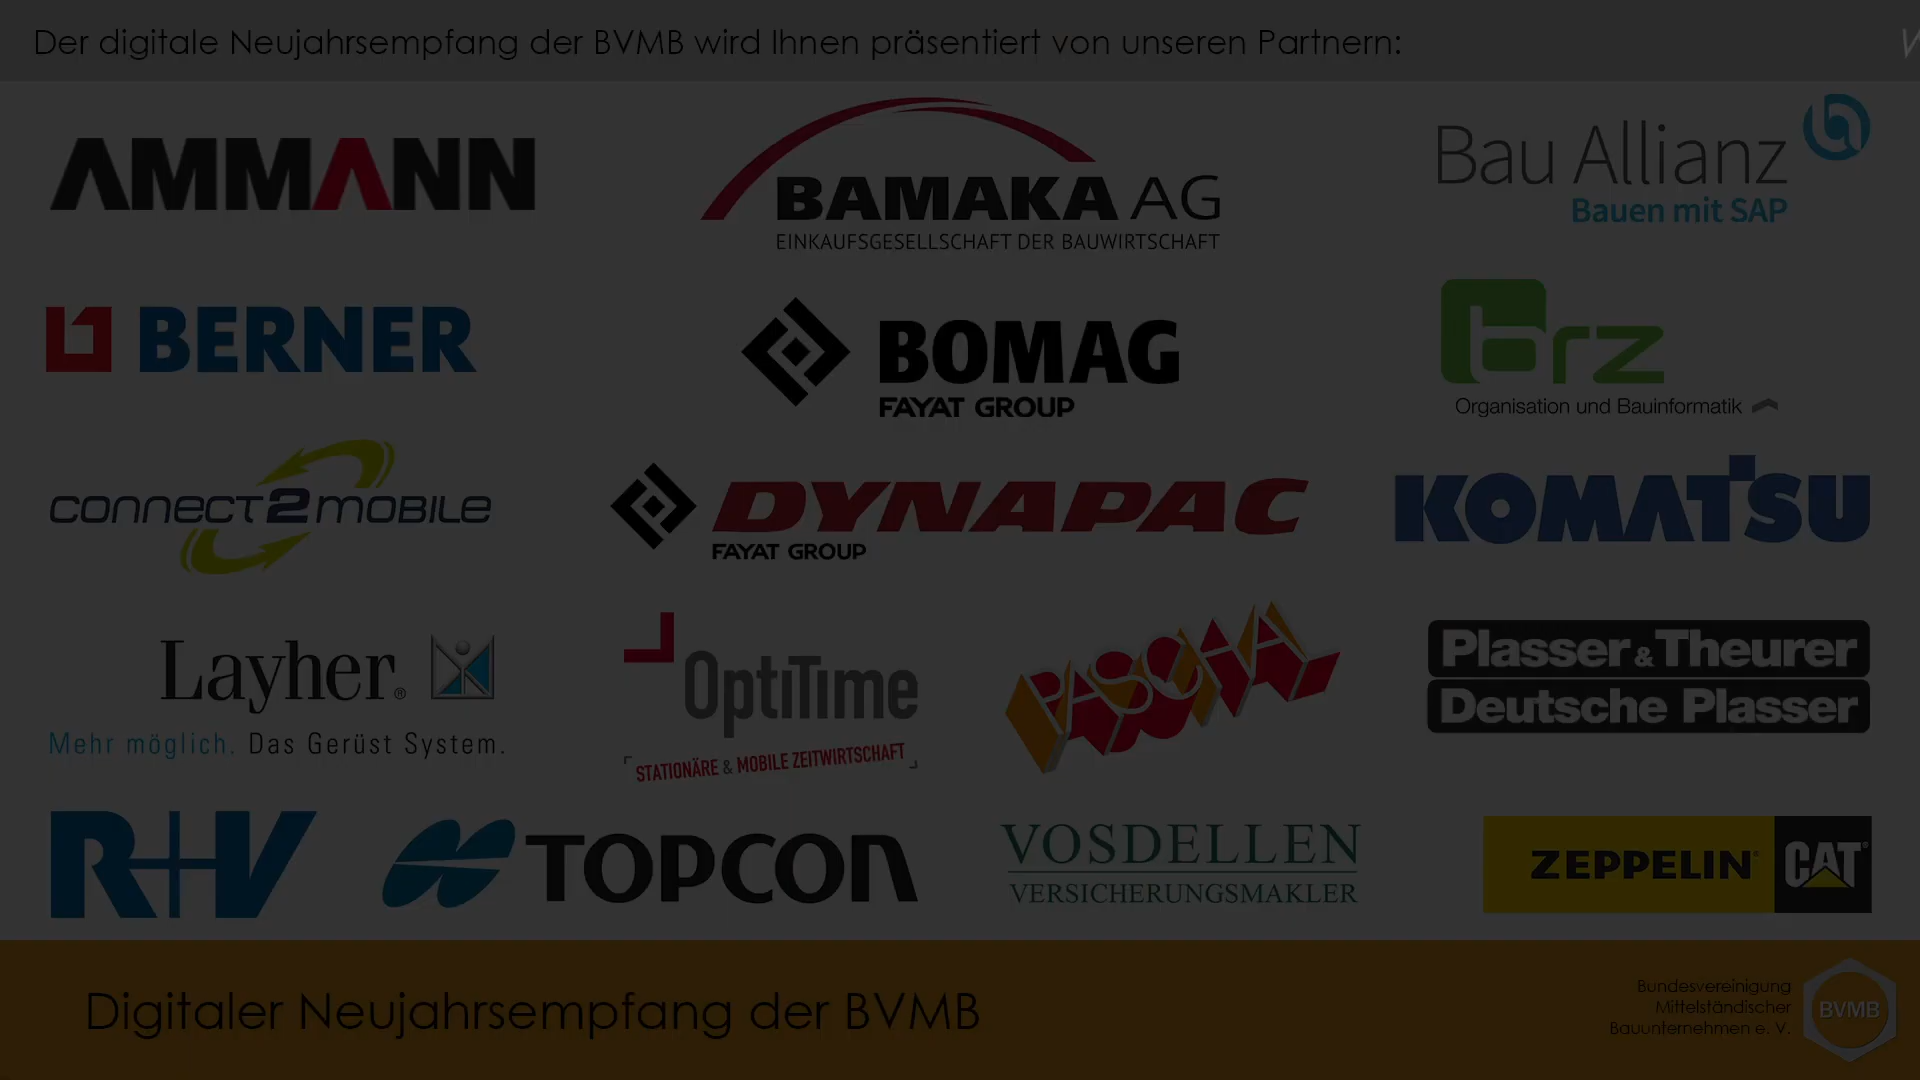 Der digitale Neujahrsempfang der BVMB wird Ihnen präsentiert von unseren Partnern:
AMMANN
BAMAKA AG
EINKAUFSGESELLSCHAFT DER BAUWIRTSCHAFT
Bau Allianz
Bauen mit SAP
BERNER
BOMAG
FAYAT GROUP
brz
Organisation und Bauinformatik
connect2mobile
DYNAPAC
FAYAT GROUP
KOMATSU
Layher®
Mehr möglich. Das Gerüst System.
OptiTime
STATIONÄRE & MOBILE ZEITWIRTSCHAFT
PASCHAL
Plasser & Theurer
Deutsche Plasser
R+V
TOPCON
VOSDELLEN
VERSICHERUNGSMAKLER
ZEPPELIN®
CAT®
Digitaler Neujahrsempfang der BVMB
Bundesvereinigung
Mittelständischer
Bauunternehmen e. V.
BVMB